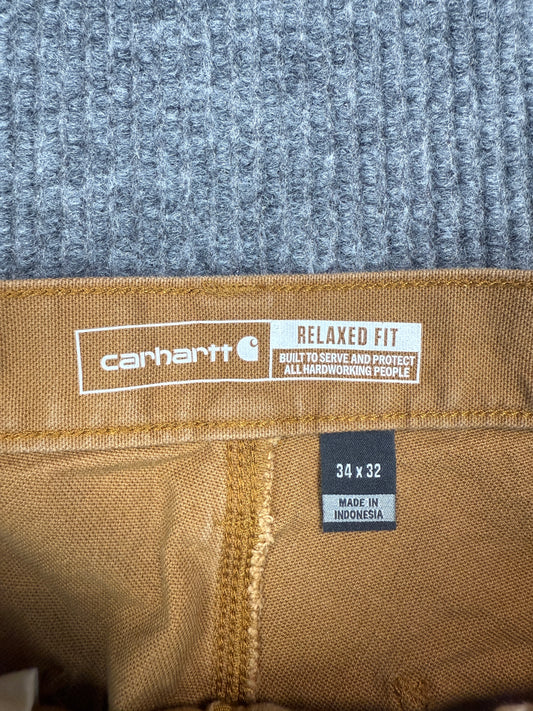 carhartt
RELAXED FIT
BUILT TO SERVE AND PROTECT
ALL HARDWORKING PEOPLE
34 x 32
MADE IN
INDONESIA